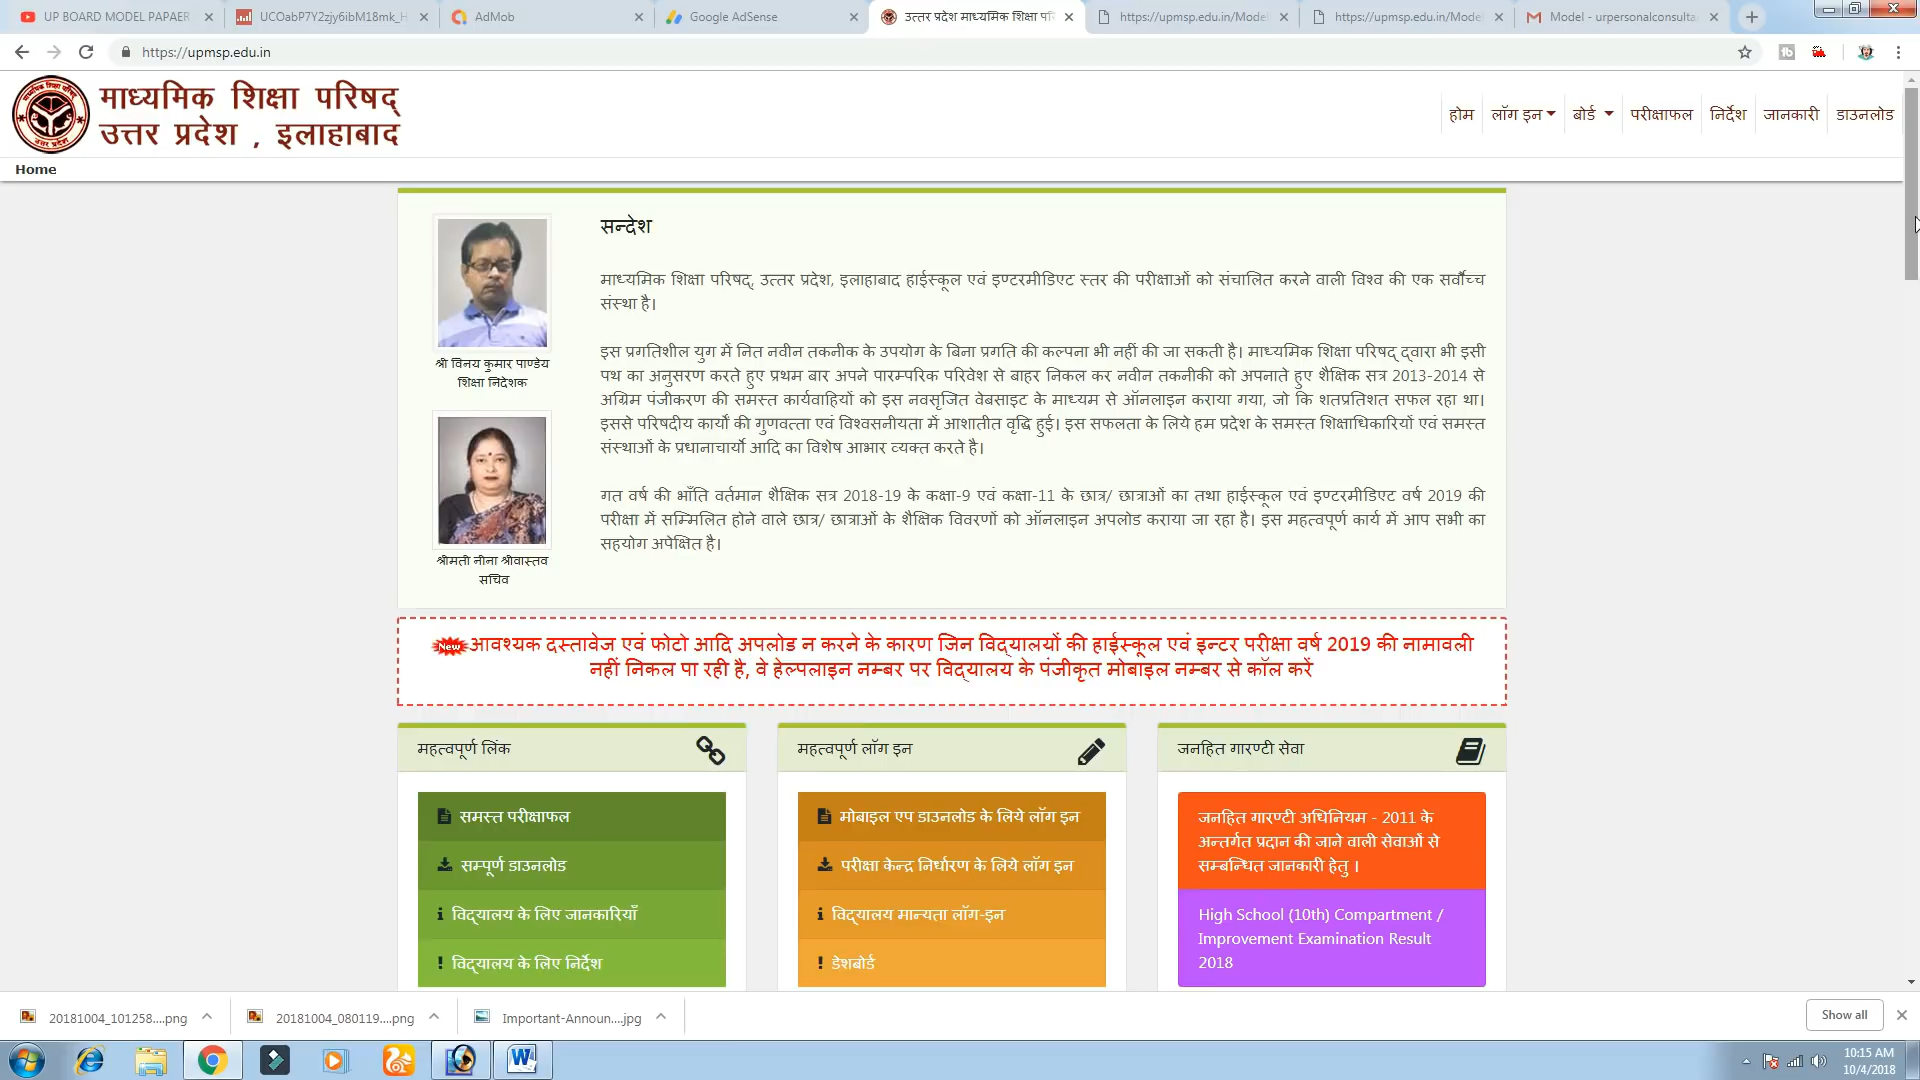 UP BOARD MODEL PAPAER
UCOabP7Y2zjy6ibM18mk_H
AdMob
Google AdSense
उत्तर प्रदेश माध्यमिक शिक्षा परि
https://upmsp.edu.in/Model
https://upmsp.edu.in/Model
Model - urpersonalconsulta
https://upmsp.edu.in
माध्यमिक शिक्षा परिषद्
उत्तर प्रदेश , इलाहाबाद
होम
लॉग इन
बोर्ड
परीक्षाफल
निर्देश
जानकारी
डाउनलोड
Home
श्री विनय कुमार पाण्डेय
शिक्षा निदेशक
श्रीमती नीना श्रीवास्तव
सचिव
सन्देश
माध्यमिक शिक्षा परिषद्, उत्तर प्रदेश, इलाहाबाद हाईस्कूल एवं इण्टरमीडिएट स्तर की परीक्षाओं को संचालित करने वाली विश्व की एक सर्वोच्च
संस्था है।
इस प्रगतिशील युग में नित नवीन तकनीक के उपयोग के बिना प्रगति की कल्पना भी नहीं की जा सकती है। माध्यमिक शिक्षा परिषद् द्वारा भी इसी
पथ का अनुसरण करते हुए प्रथम बार अपने पारम्परिक परिवेश से बाहर निकल कर नवीन तकनीकी को अपनाते हुए शैक्षिक सत्र 2013-2014 से
अग्रिम पंजीकरण की समस्त कार्यवाहियों को इस नवसृजित वेबसाइट के माध्यम से ऑनलाइन कराया गया, जो कि शतप्रतिशत सफल रहा था।
इससे परिषदीय कार्यों की गुणवत्ता एवं विश्वसनीयता में आशातीत वृद्धि हुई। इस सफलता के लिये हम प्रदेश के समस्त शिक्षाधिकारियों एवं समस्त
संस्थाओं के प्रधानाचार्यो आदि का विशेष आभार व्यक्त करते है।
गत वर्ष की भाँति वर्तमान शैक्षिक सत्र 2018-19 के कक्षा-9 एवं कक्षा-11 के छात्र/ छात्राओं का तथा हाईस्कूल एवं इण्टरमीडिएट वर्ष 2019 की
परीक्षा में सम्मिलित होने वाले छात्र/ छात्राओं के शैक्षिक विवरणों को ऑनलाइन अपलोड कराया जा रहा है। इस महत्वपूर्ण कार्य में आप सभी का
सहयोग अपेक्षित है।
New आवश्यक दस्तावेज एवं फोटो आदि अपलोड न करने के कारण जिन विद्यालयों की हाईस्कूल एवं इन्टर परीक्षा वर्ष 2019 की नामावली
नहीं निकल पा रही है, वे हेल्पलाइन नम्बर पर विद्यालय के पंजीकृत मोबाइल नम्बर से कॉल करें
महत्वपूर्ण लिंक
समस्त परीक्षाफल
सम्पूर्ण डाउनलोड
विद्यालय के लिए जानकारियाँ
विद्यालय के लिए निर्देश
महत्वपूर्ण लॉग इन
मोबाइल एप डाउनलोड के लिये लॉग इन
परीक्षा केन्द्र निर्धारण के लिये लॉग इन
विद्यालय मान्यता लॉग-इन
डेशबोर्ड
जनहित गारण्टी सेवा
जनहित गारण्टी अधिनियम - 2011 के
अन्तर्गत प्रदान की जाने वाली सेवाओं से
सम्बन्धित जानकारी हेतु ।
High School (10th) Compartment /
Improvement Examination Result
2018
20181004_101258....png
20181004_080119....png
Important-Announ....jpg
Show all
10:15 AM
10/4/2018